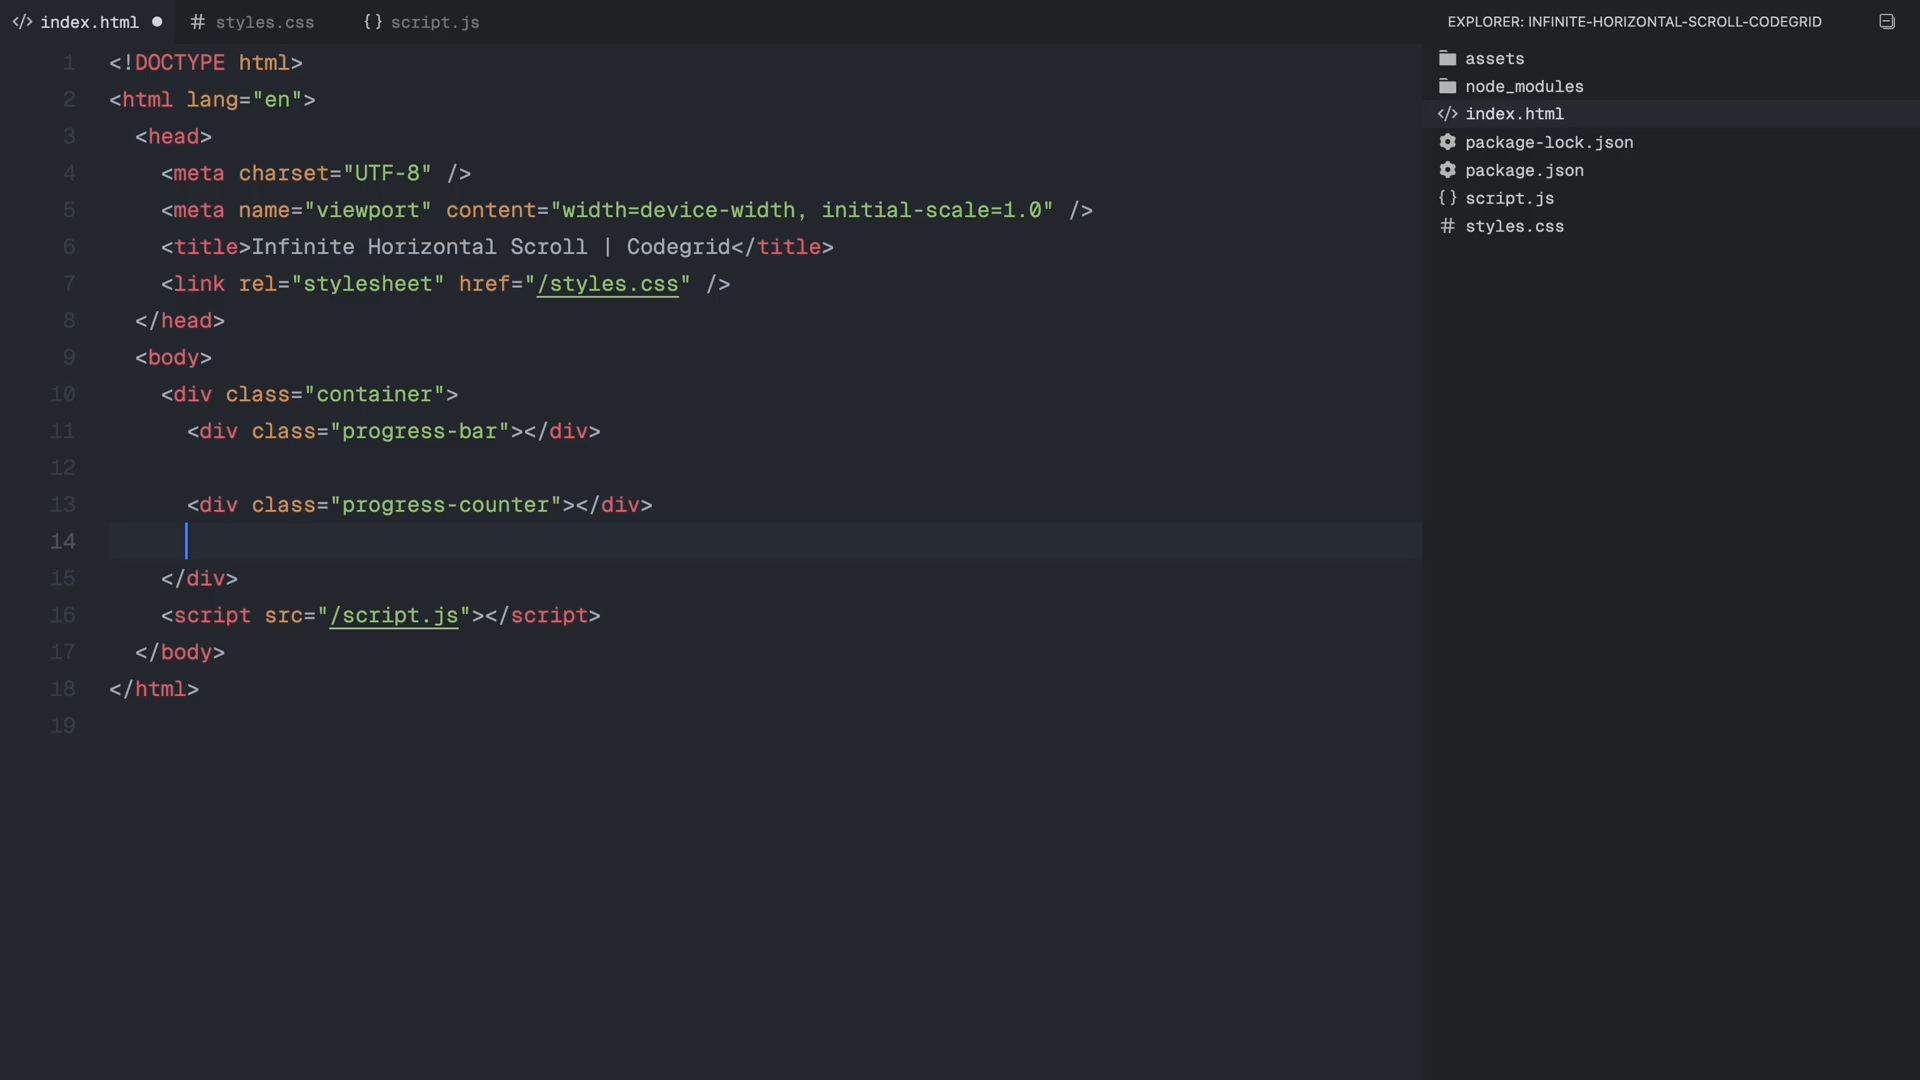 index.html
styles.css
script.js
EXPLORER: INFINITE-HORIZONTAL-SCROLL-CODEGRID
1 <!DOCTYPE html>
2 <html lang="en">
3 <head>
4 <meta charset="UTF-8" />
5 <meta name="viewport" content="width=device-width, initial-scale=1.0" />
6 <title>Infinite Horizontal Scroll | Codegrid</title>
7 <link rel="stylesheet" href="/styles.css" />
8 </head>
9 <body>
10 <div class="container">
11 <div class="progress-bar"></div>
12
13 <div class="progress-counter"></div>
14
15 </div>
16 <script src="/script.js"></script>
17 </body>
18 </html>
19
assets
node_modules
index.html
package-lock.json
package.json
script.js
styles.css